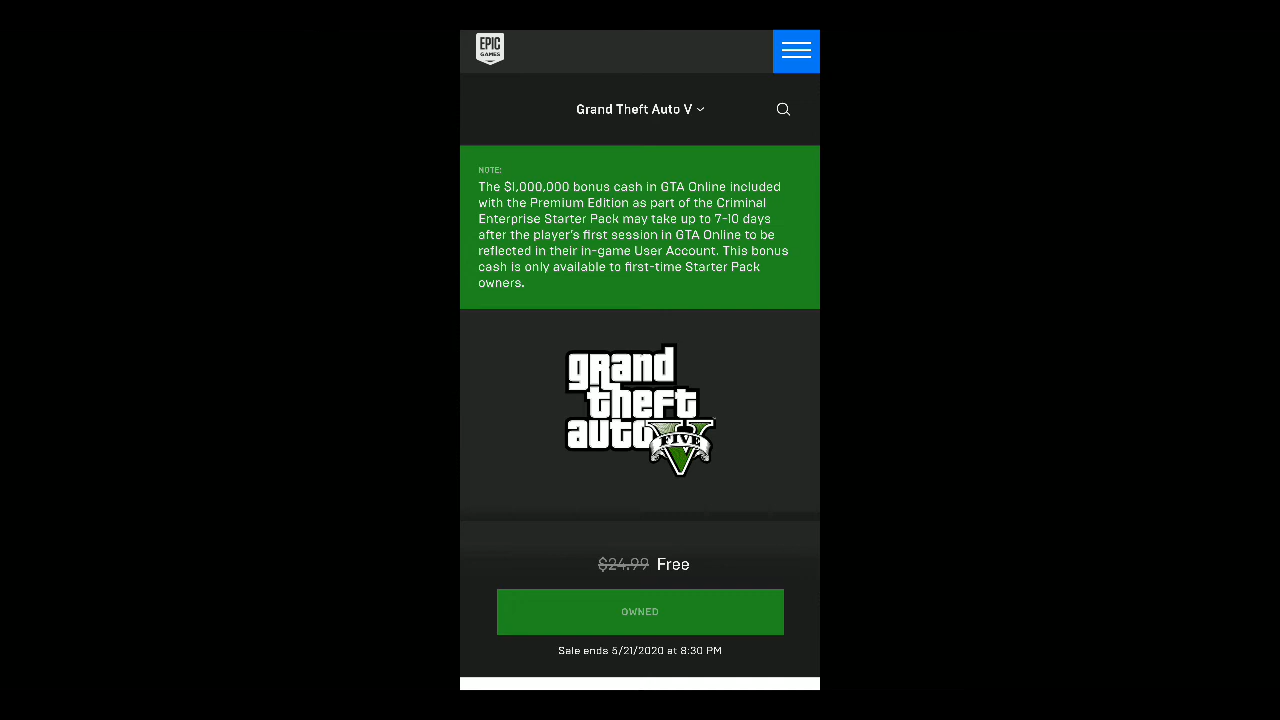 EPIC
GAMES
Grand Theft Auto V
NOTE:
The $1,000,000 bonus cash in GTA Online included
with the Premium Edition as part of the Criminal
Enterprise Starter Pack may take up to 7-10 days
after the player's first session in GTA Online to be
reflected in their in-game User Account. This bonus
cash is only available to first-time Starter Pack
owners.
grand
theft
auto V
FIVE
$24.99 Free
OWNED
Sale ends 5/21/2020 at 8:30 PM